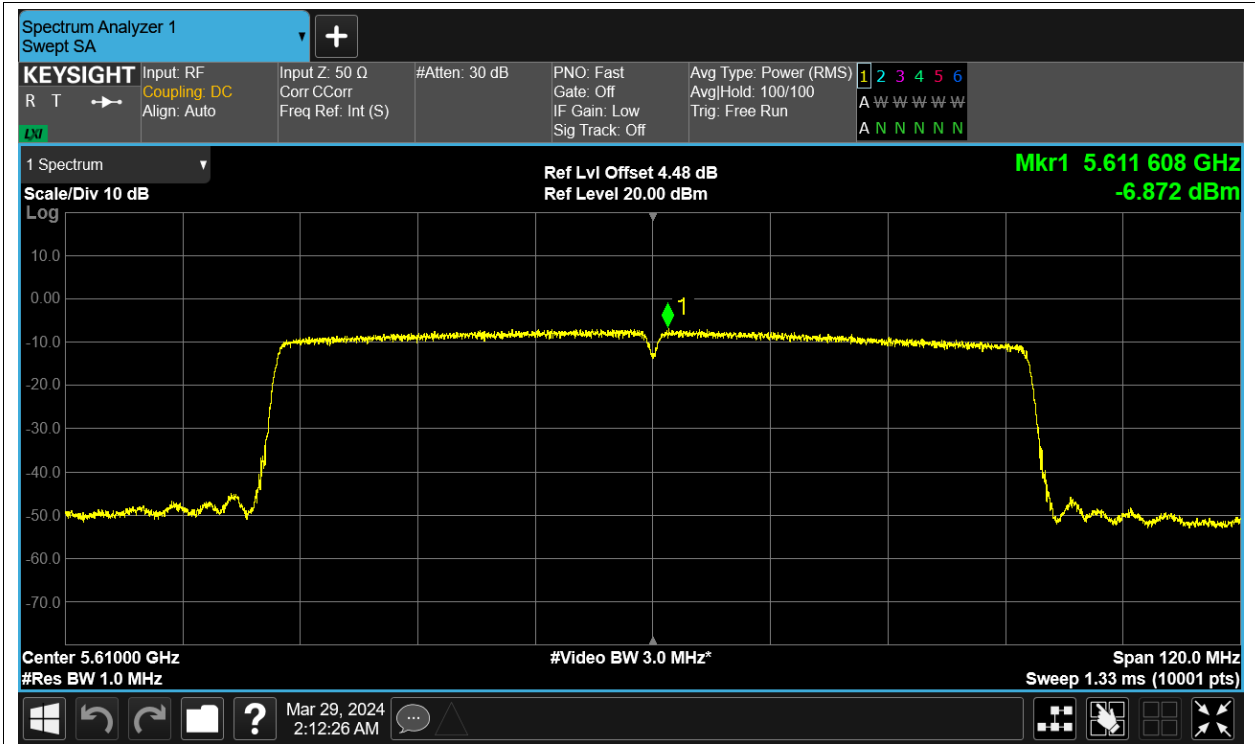 Spectrum Analyzer 1
Swept SA
KEYSIGHT
R T
LXI
Input: RF
Coupling: DC
Align: Auto
Input Z: 50 Ω
Corr CCorr
Freq Ref: Int (S)
#Atten: 30 dB
PNO: Fast
Gate: Off
IF Gain: Low
Sig Track: Off
Avg Type: Power (RMS)
Avg|Hold: 100/100
Trig: Free Run
1 2 3 4 5 6
A W W W W W
A N N N N N
1 Spectrum
Scale/Div 10 dB
Ref Lvl Offset 4.48 dB
Ref Level 20.00 dBm
Mkr1 5.611 608 GHz
-6.872 dBm
Log
10.0
0.00
-10.0
-20.0
-30.0
-40.0
-50.0
-60.0
-70.0
1
Center 5.61000 GHz
#Res BW 1.0 MHz
#Video BW 3.0 MHz*
Span 120.0 MHz
Sweep 1.33 ms (10001 pts)
?
Mar 29, 2024
2:12:26 AM